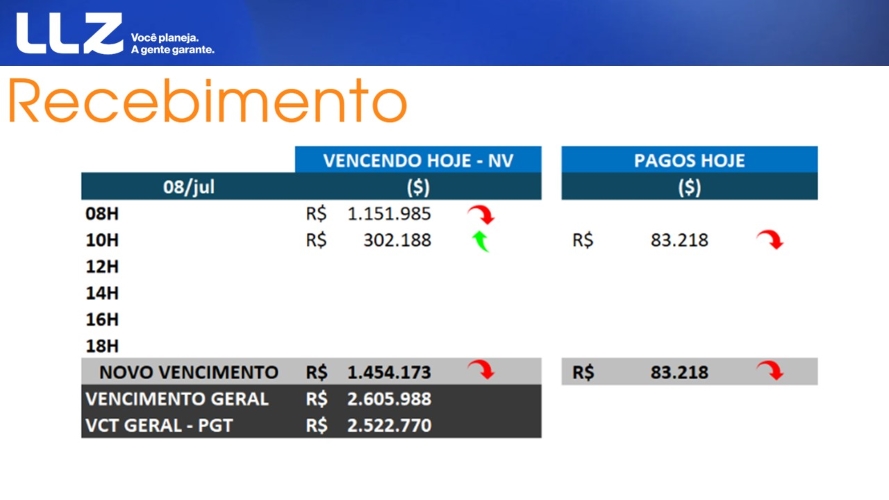 LLZ Você planeja.
A gente garante.
Recebimento
VENCENDO HOJE - NV PAGOS HOJE
08/jul ($) ($)
08H R$ 1.151.985
10H R$ 302.188 R$ 83.218
12H
14H
16H
18H
NOVO VENCIMENTO R$ 1.454.173 R$ 83.218
VENCIMENTO GERAL R$ 2.605.988
VCT GERAL - PGT R$ 2.522.770